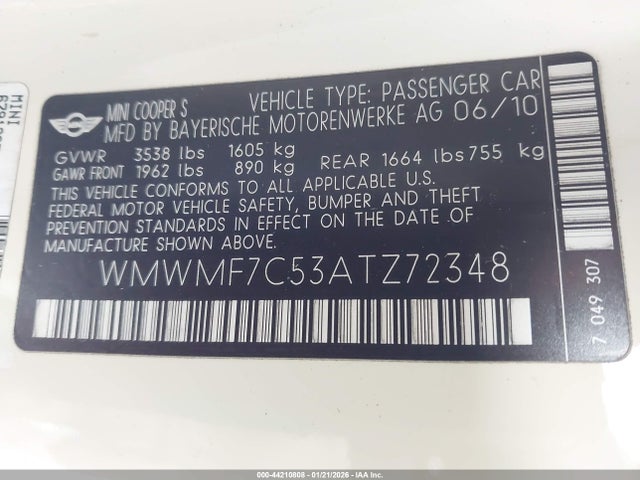 MINI
MINI COOPER S VEHICLE TYPE: PASSENGER CAR
MFD BY BAYERISCHE MOTORENWERKE AG 06/10
GVWR 3538 lbs 1605 kg
GAWR FRONT 1962 lbs 890 kg REAR 1664 lbs 755 kg
THIS VEHICLE CONFORMS TO ALL APPLICABLE U.S.
FEDERAL MOTOR VEHICLE SAFETY, BUMPER AND THEFT
PREVENTION STANDARDS IN EFFECT ON THE DATE OF
MANUFACTURE SHOWN ABOVE.
WMWMF7C53ATZ72348
7 049 307
000-44210808 - 01/21/2026 - IAA Inc.